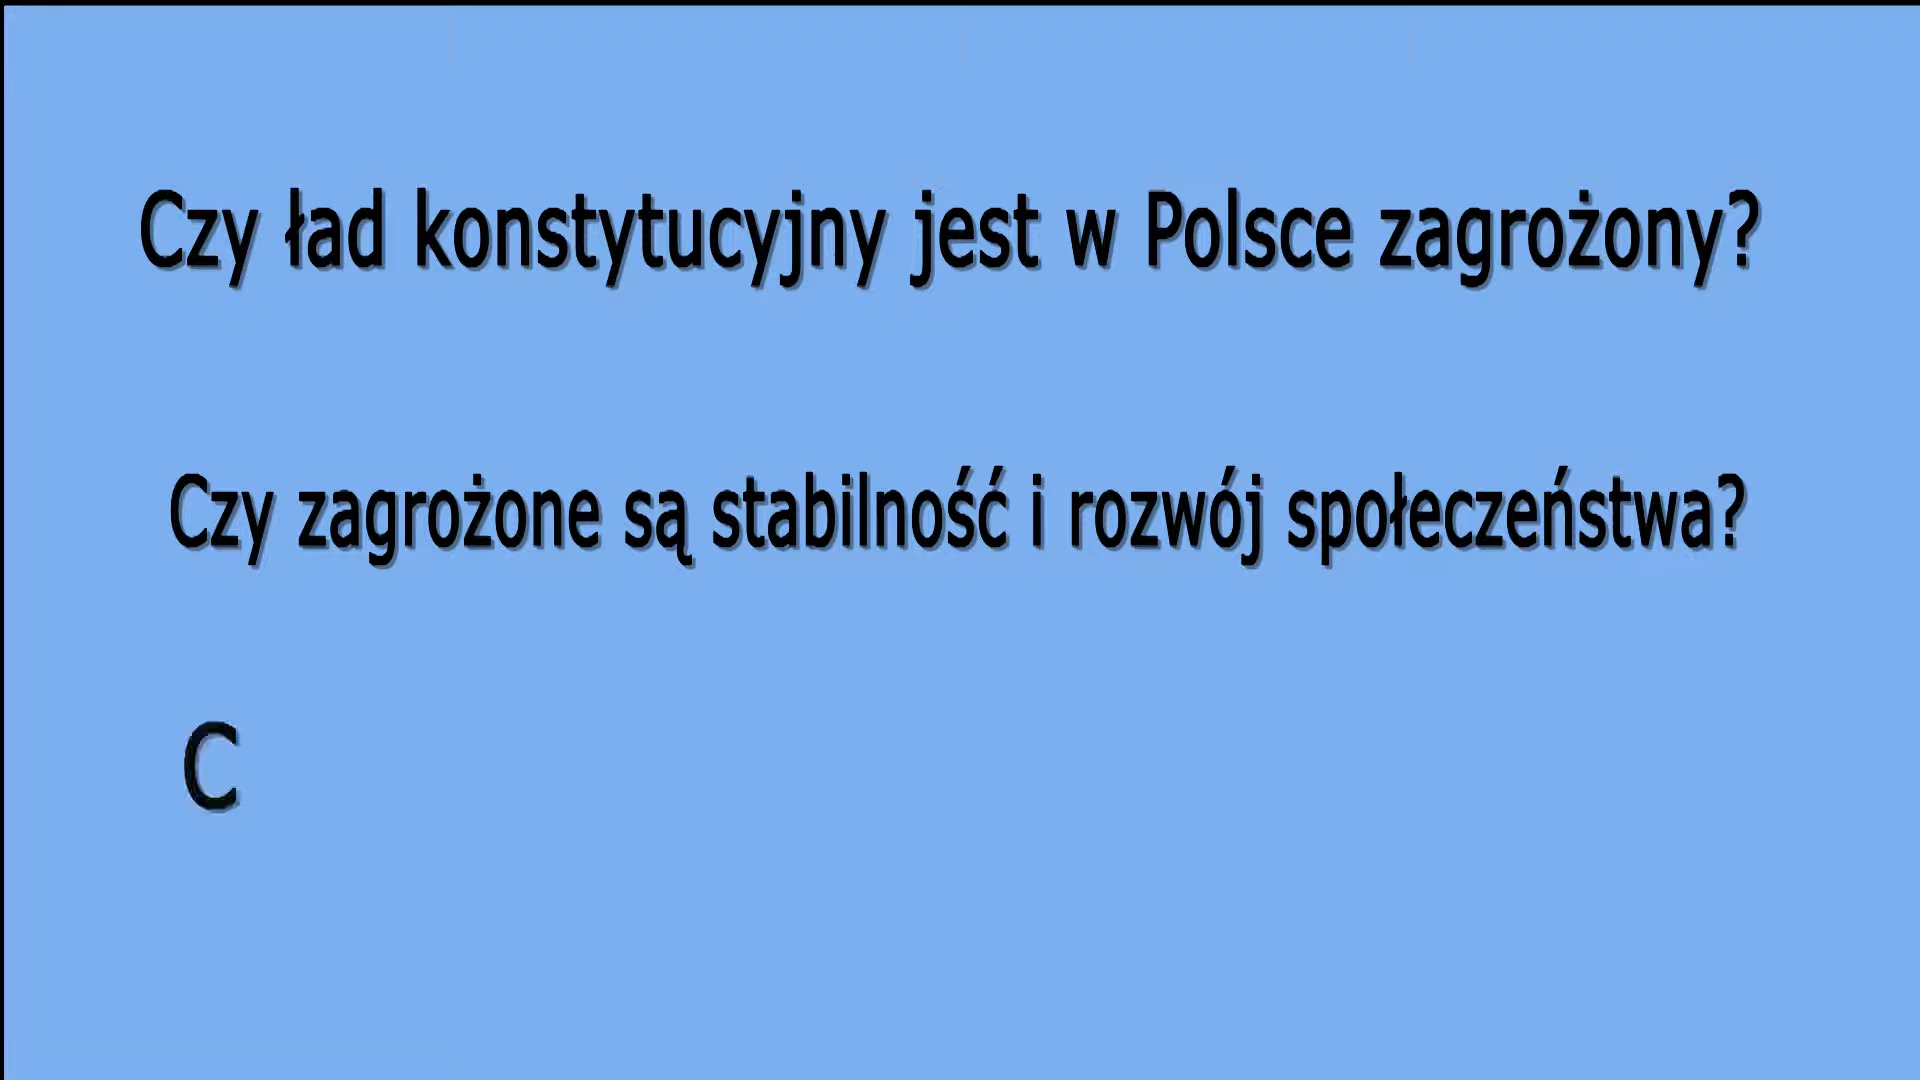 Czy ład konstytucyjny jest w Polsce zagrożony?
Czy zagrożone są stabilność i rozwój społeczeństwa?
C